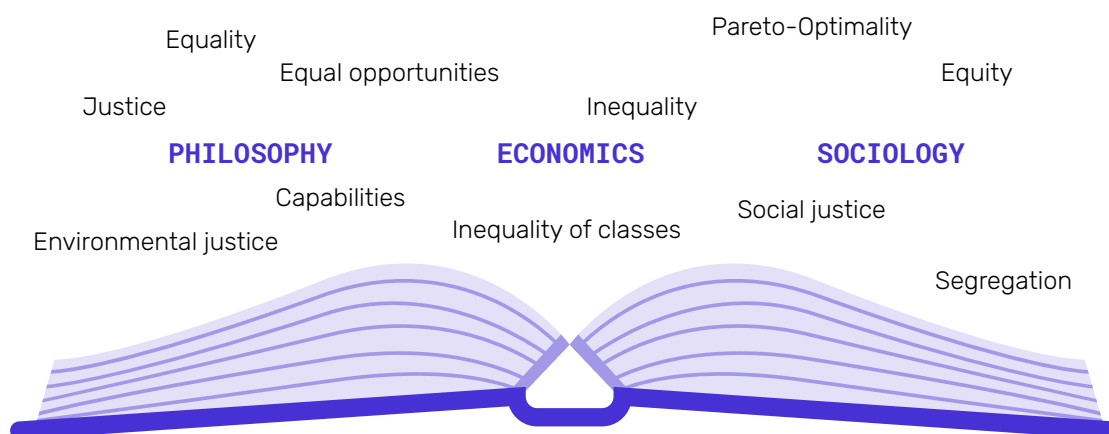 Pareto-Optimality
Equality
Equal opportunities
Equity
Justice
Inequality
PHILOSOPHY
ECONOMICS
SOCIOLOGY
Capabilities
Social justice
Inequality of classes
Environmental justice
Segregation